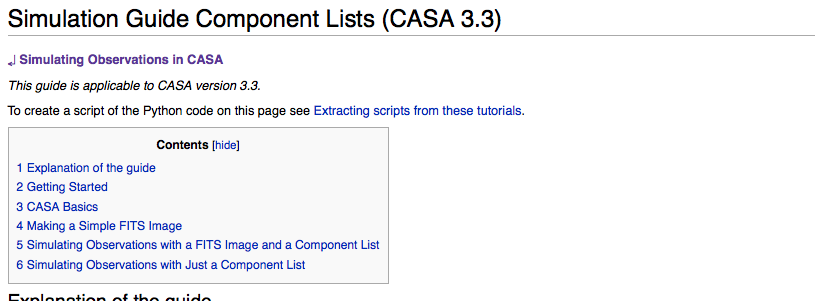 Simulation Guide Component Lists (CASA 3.3)
Simulating Observations in CASA
This guide is applicable to CASA version 3.3.
To create a script of the Python code on this page see Extracting scripts from these tutorials.
Contents [hide]
1 Explanation of the guide
2 Getting Started
3 CASA Basics
4 Making a Simple FITS Image
5 Simulating Observations with a FITS Image and a Component List
6 Simulating Observations with Just a Component List
Explanation of the guide